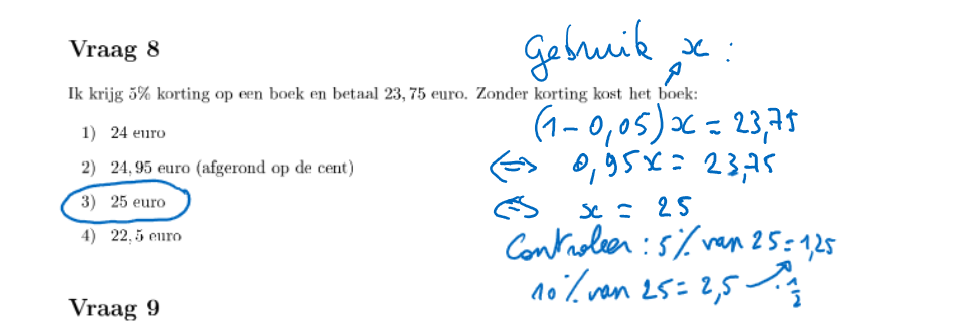 Vraag 8
Gebruik x :
Ik krijg 5% korting op een boek en betaal 23,75 euro. Zonder korting kost het boek:
1) 24 euro
2) 24,95 euro (afgerond op de cent)
3) 25 euro
4) 22,5 euro
(1-0,05)x = 23,75
⇔ 0,95x = 23,75
⇔ x = 25
Controleer : 5% van 25 = 1,25
10% van 25 = 2,5 ↗ · 1/2
Vraag 9